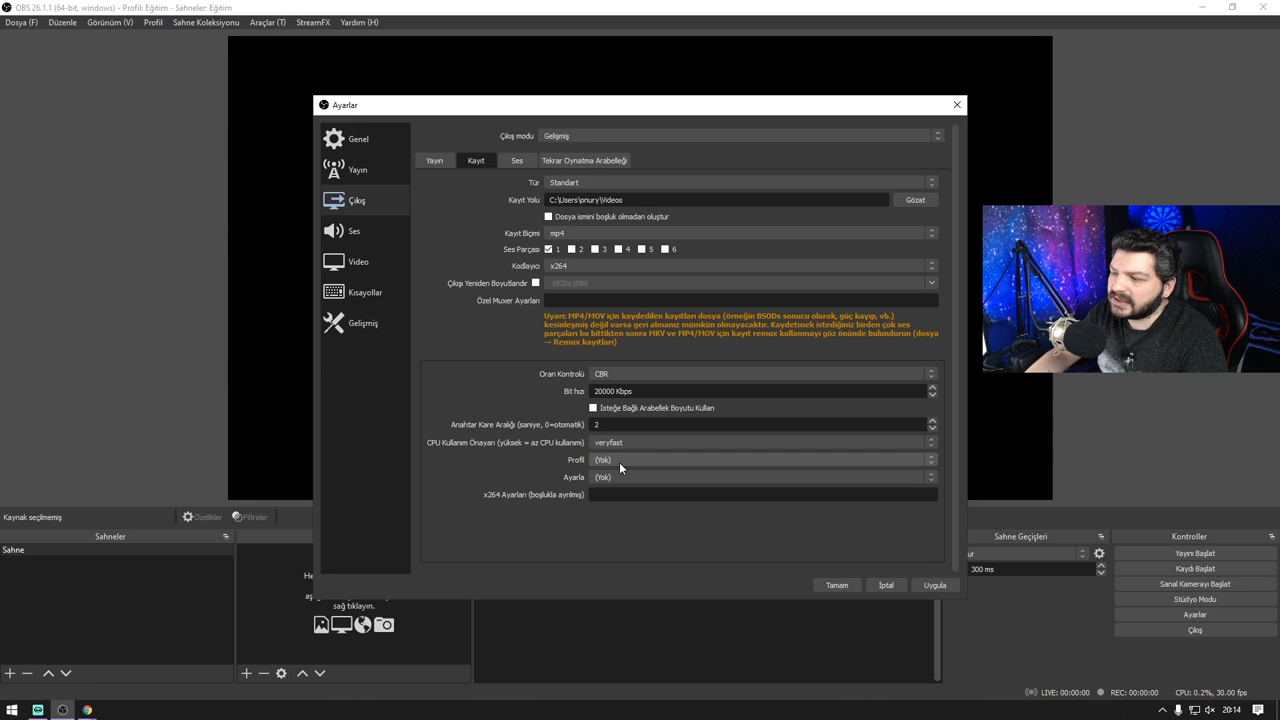 OBS 26.1.1 (64-bit, windows) - Profil: Eğitim - Sahneler: Eğitim
Dosya (F) Düzenle Görünüm (V) Profil Sahne Koleksiyonu Araçlar (T) StreamFX Yardım (H)
Ayarlar
Genel
Yayın
Çıkış
Ses
Video
Kısayollar
Gelişmiş
Çıkış modu Gelişmiş
Yayın Kayıt Ses Tekrar Oynatma Arabelleği
Tür Standart
Kayıt Yolu C:\Users\onury\Videos Gözat
Dosya ismini boşluk olmadan oluştur
Kayıt Biçimi mp4
Ses Parçası 1 2 3 4 5 6
Kodlayıcı x264
Çıkışı Yeniden Boyutlandır 1920x1080
Özel Muxer Ayarları
Uyarı: MP4/MOV için kaydedilen kayıtları dosya (örneğin BSODs sonucu olarak, güç kayıp, vb.)
kesinleşmiş değil varsa geri almanız mümkün olmayacaktır. Kaydetmek istediğiniz birden çok ses
parçaları bu bittikten sonra MKV ve MP4/MOV için kayıt remux kullanmayı göz önünde bulundurun (dosya
→ Remux kayıtları)
Oran Kontrolü CBR
Bit hızı 20000 Kbps
İsteğe Bağlı Arabellek Boyutu Kullan
Anahtar Kare Aralığı (saniye, 0=otomatik) 2
CPU Kullanım Önayarı (yüksek = az CPU kullanımı) veryfast
Profil (Yok)
Ayarla (Yok)
x264 Ayarları (boşlukla ayrılmış)
Tamam İptal Uygula
Kaynak seçilmemiş Özellikler Filtreler
Sahneler
Sahne
He
sağ tıklayın.
Sahne Geçişleri
ur
300 ms
Kontroller
Yayını Başlat
Kaydı Başlat
Sanal Kamerayı Başlat
Stüdyo Modu
Ayarlar
Çıkış
LIVE: 00:00:00 REC: 00:00:00 CPU: 0.2%, 30.00 fps
20:14